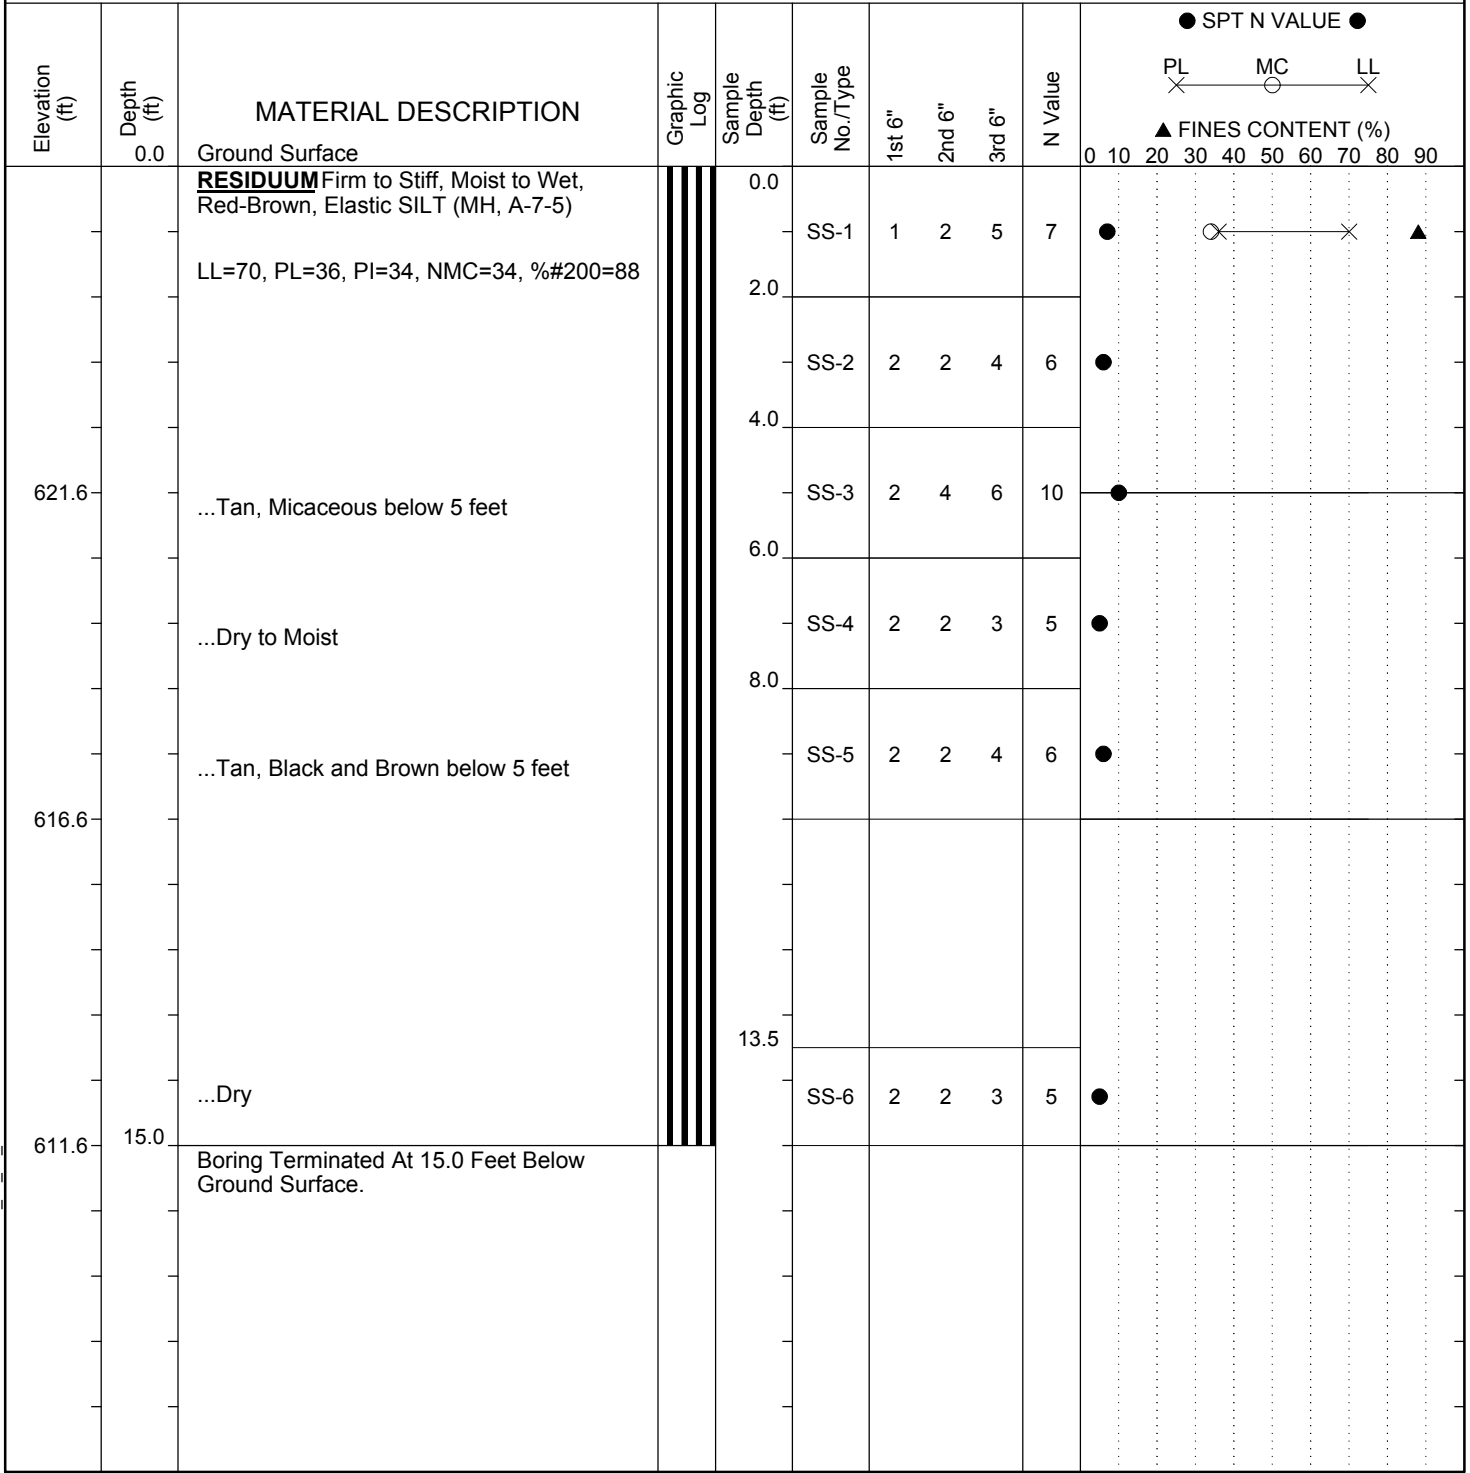 ● SPT N VALUE ●
PL MC LL
▲ FINES CONTENT (%)
0 10 20 30 40 50 60 70 80 90
Elevation
(ft)
Depth
(ft)
MATERIAL DESCRIPTION
Graphic
Log
Sample
Depth
(ft)
Sample
No./Type
1st 6"
2nd 6"
3rd 6"
N Value
0.0 Ground Surface
RESIDUUM Firm to Stiff, Moist to Wet,
Red-Brown, Elastic SILT (MH, A-7-5)
0.0
SS-1 1 2 5 7
LL=70, PL=36, PI=34, NMC=34, %#200=88
2.0
SS-2 2 2 4 6
4.0
621.6 SS-3 2 4 6 10
...Tan, Micaceous below 5 feet
6.0
SS-4 2 2 3 5
...Dry to Moist
8.0
SS-5 2 2 4 6
...Tan, Black and Brown below 5 feet
616.6
13.5
...Dry SS-6 2 2 3 5
611.6 15.0
Boring Terminated At 15.0 Feet Below
Ground Surface.